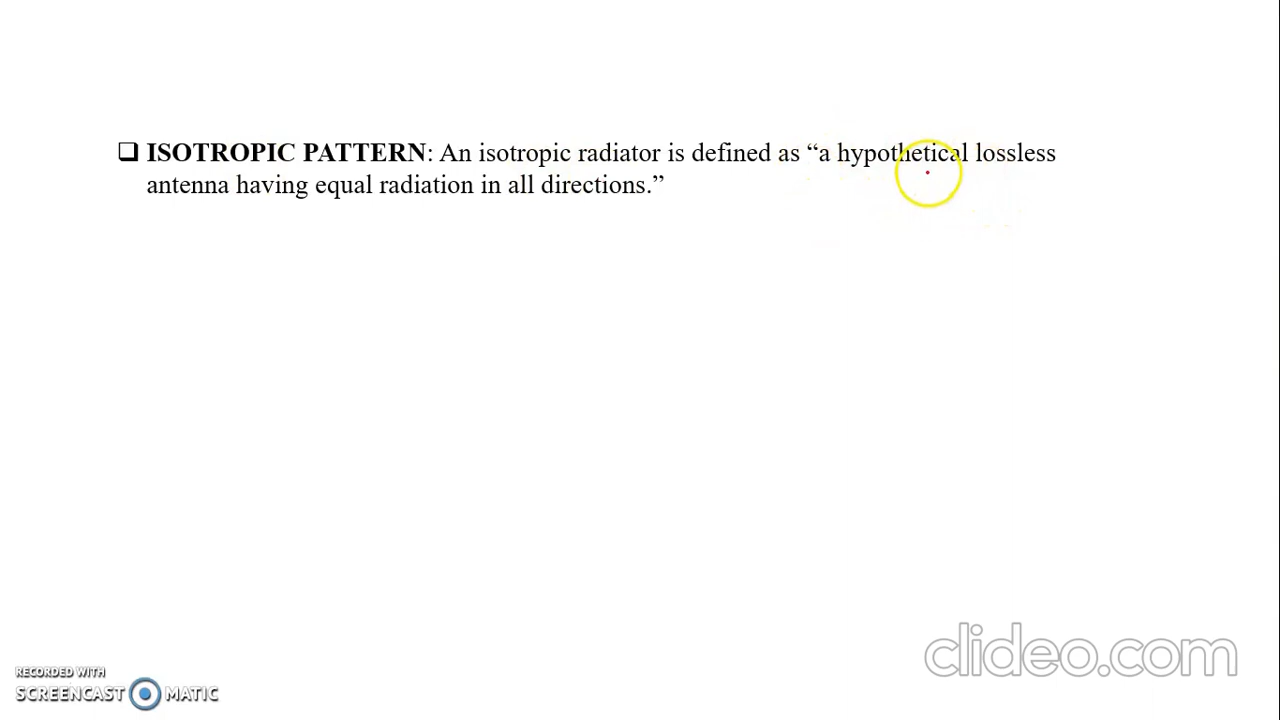 ❑ ISOTROPIC PATTERN: An isotropic radiator is defined as “a hypothetical lossless
antenna having equal radiation in all directions.”
clideo.com
RECORDED WITH
SCREENCAST MATIC